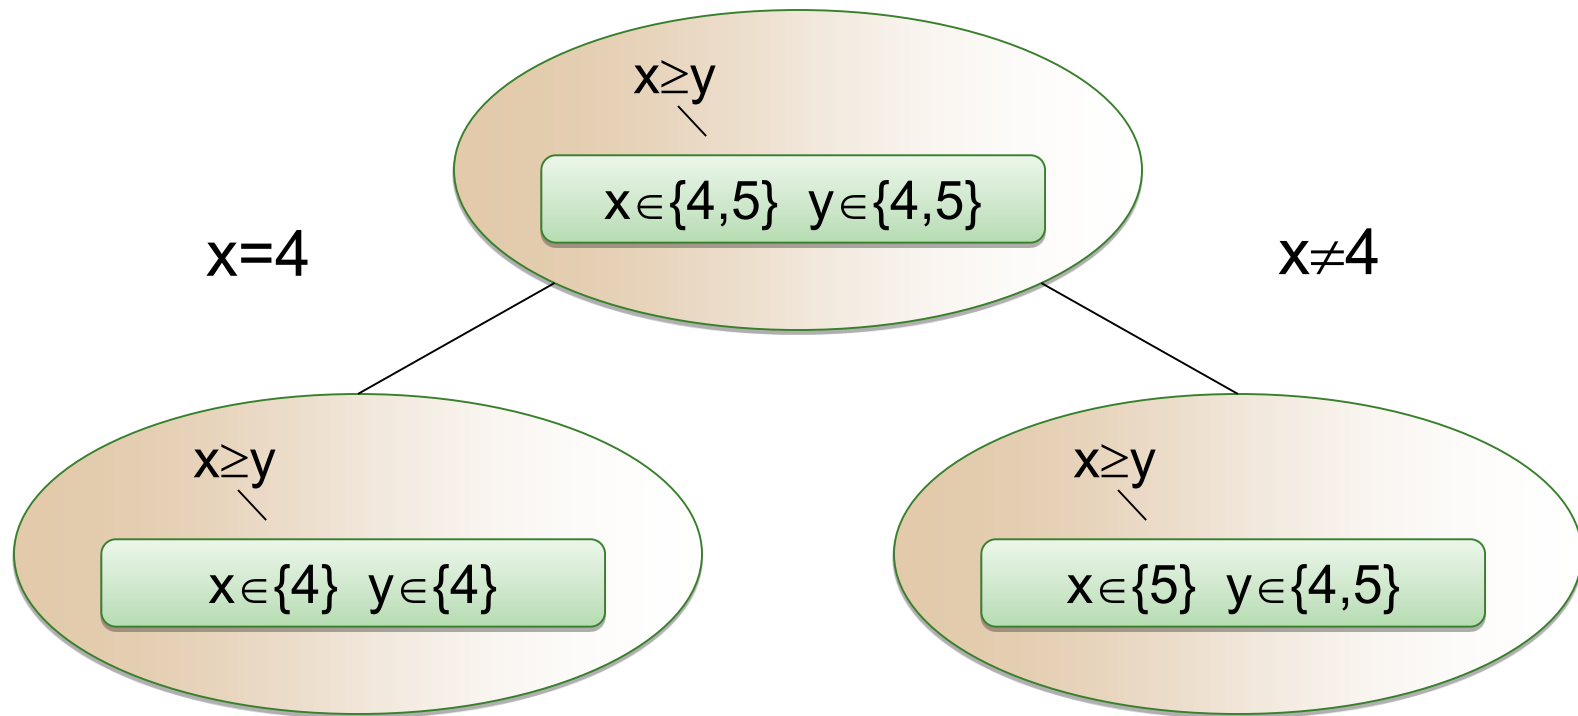 x≥y
x∈{4,5} y∈{4,5}
x=4
x≠4
x≥y
x∈{4} y∈{4}
x≥y
x∈{5} y∈{4,5}